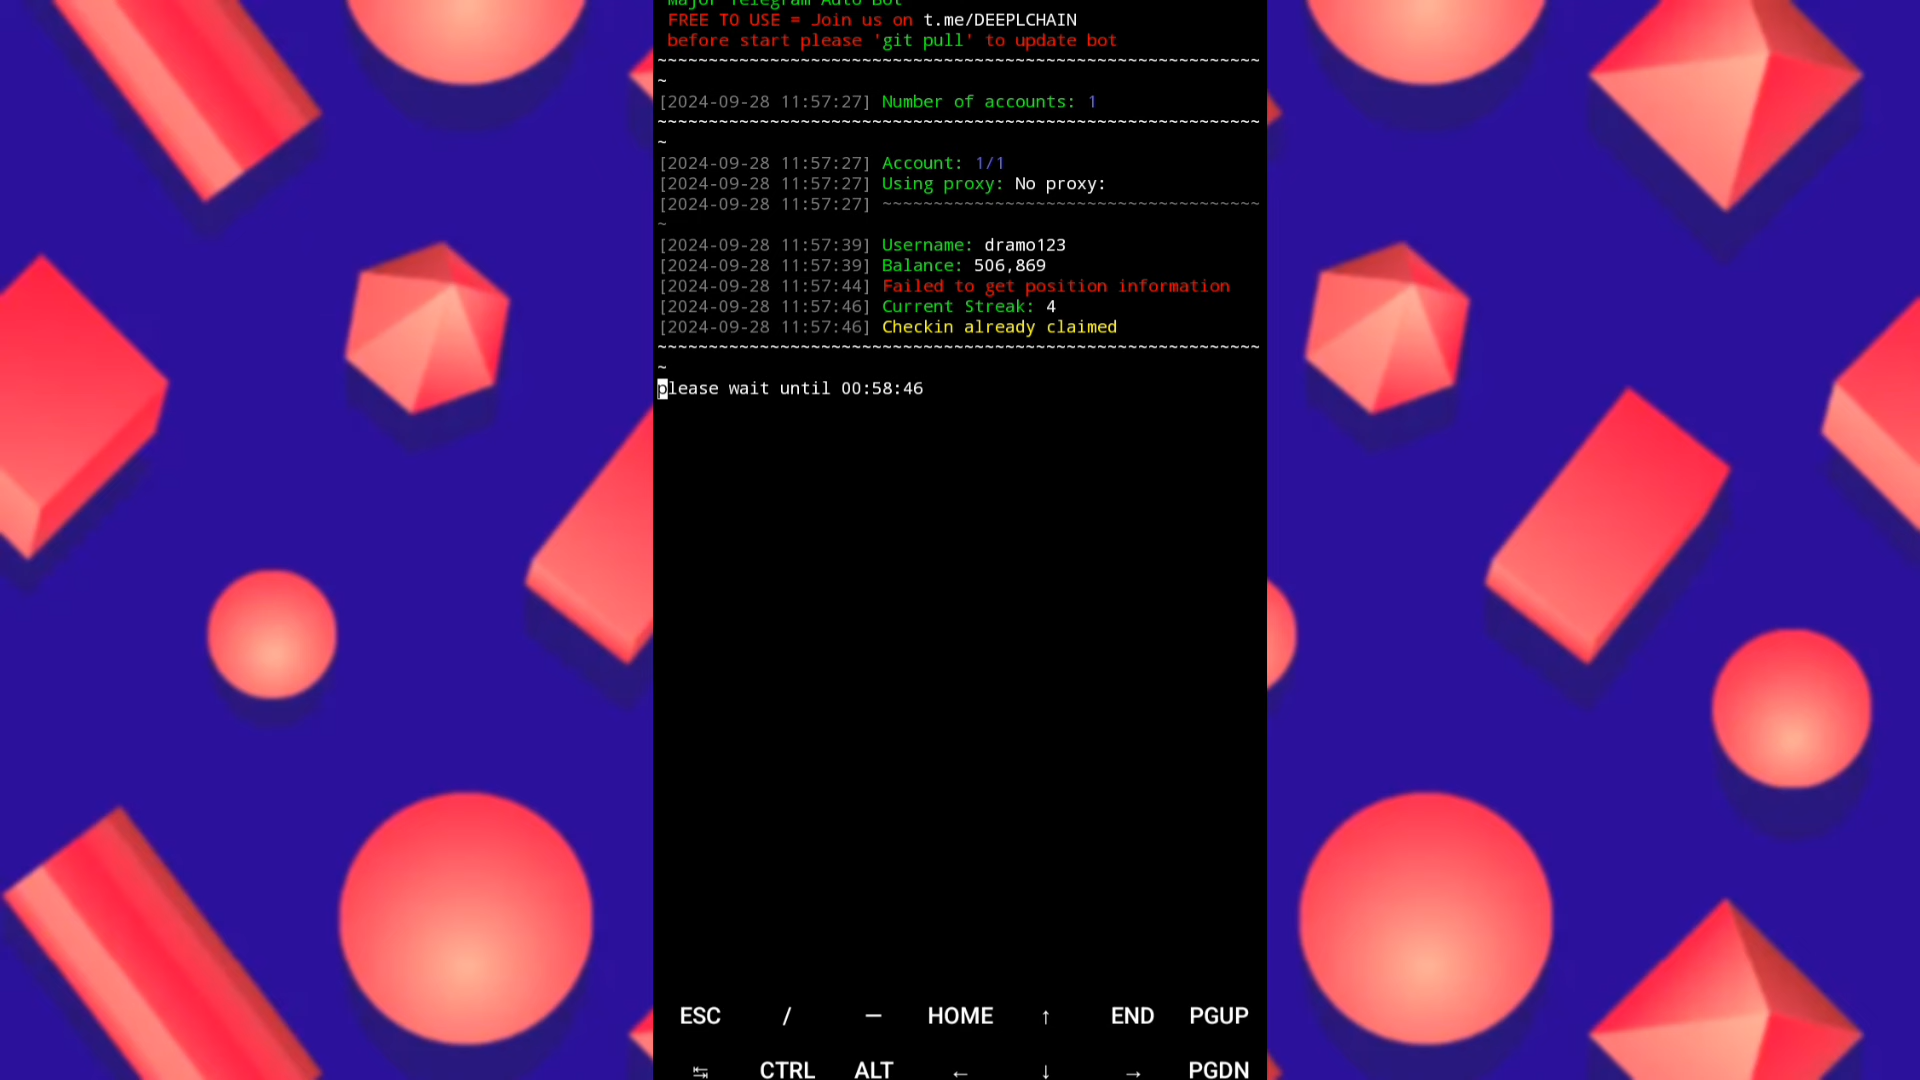 Major Telegram Auto Bot
FREE TO USE = Join us on t.me/DEEPLCHAIN
before start please 'git pull' to update bot
~~~~~~~~~~~~~~~~~~~~~~~~~~~~~~~~~~~~~~~~~~~~~~~~~~~~~~~~~~~
~
[2024-09-28 11:57:27] Number of accounts: 1
~~~~~~~~~~~~~~~~~~~~~~~~~~~~~~~~~~~~~~~~~~~~~~~~~~~~~~~~~~~
~
[2024-09-28 11:57:27] Account: 1/1
[2024-09-28 11:57:27] Using proxy: No proxy:
[2024-09-28 11:57:27] ~~~~~~~~~~~~~~~~~~~~~~~~~~~~~~~~~~~~~
~
[2024-09-28 11:57:39] Username: dramo123
[2024-09-28 11:57:39] Balance: 506,869
[2024-09-28 11:57:44] Failed to get position information
[2024-09-28 11:57:46] Current Streak: 4
[2024-09-28 11:57:46] Checkin already claimed
~~~~~~~~~~~~~~~~~~~~~~~~~~~~~~~~~~~~~~~~~~~~~~~~~~~~~~~~~~~
~
please wait until 00:58:46
ESC / — HOME ↑ END PGUP
↹ CTRL ALT ← ↓ → PGDN